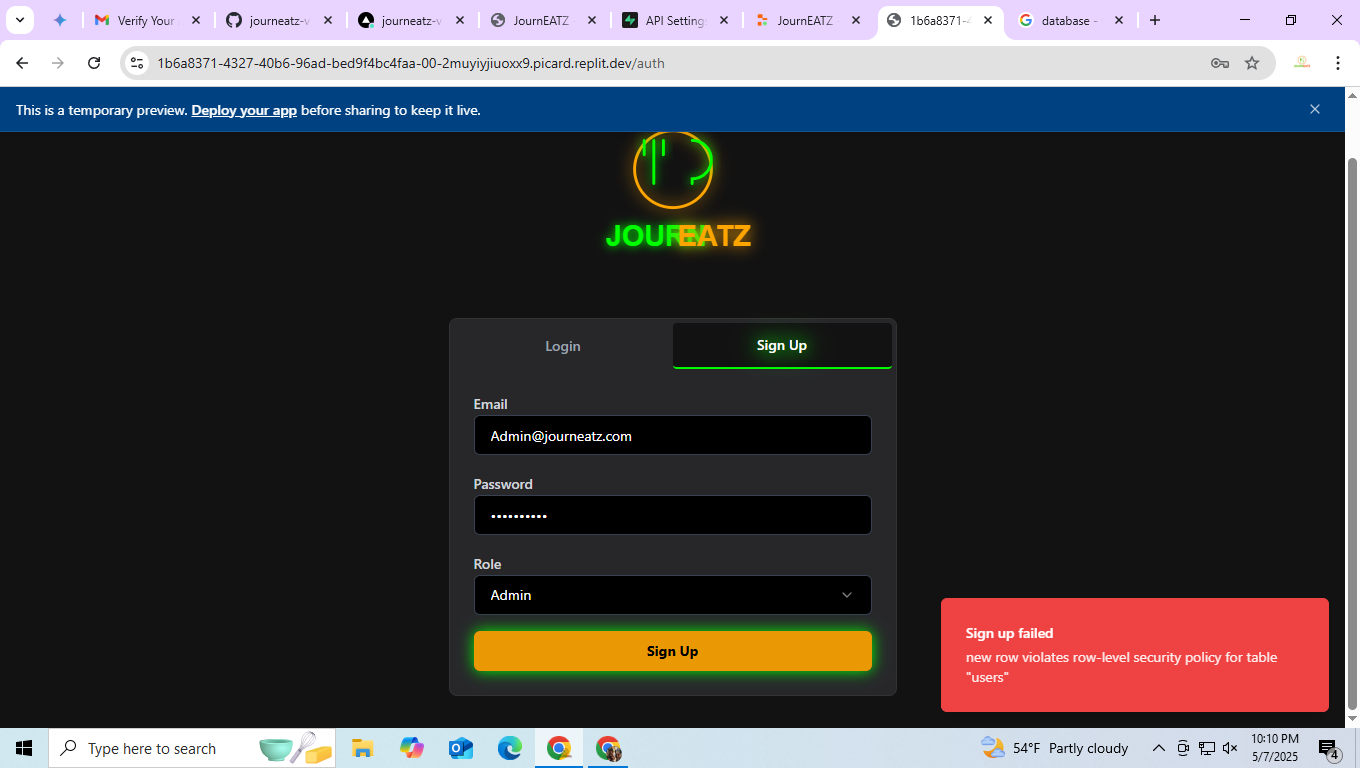 Verify Your
journeatz-v
journeatz-v
JournEATZ
API Settings
JournEATZ
1b6a8371-4
database -
1b6a8371-4327-40b6-96ad-bed9f4bc4faa-00-2muyiyjiuoxx9.picard.replit.dev/auth
This is a temporary preview. Deploy your app before sharing to keep it live.
JOURNEATZ
Login
Sign Up
Email
Admin@journeatz.com
Password
••••••••••
Role
Admin
Sign Up
Sign up failed
new row violates row-level security policy for table
"users"
Type here to search
54°F Partly cloudy
10:10 PM
5/7/2025
4